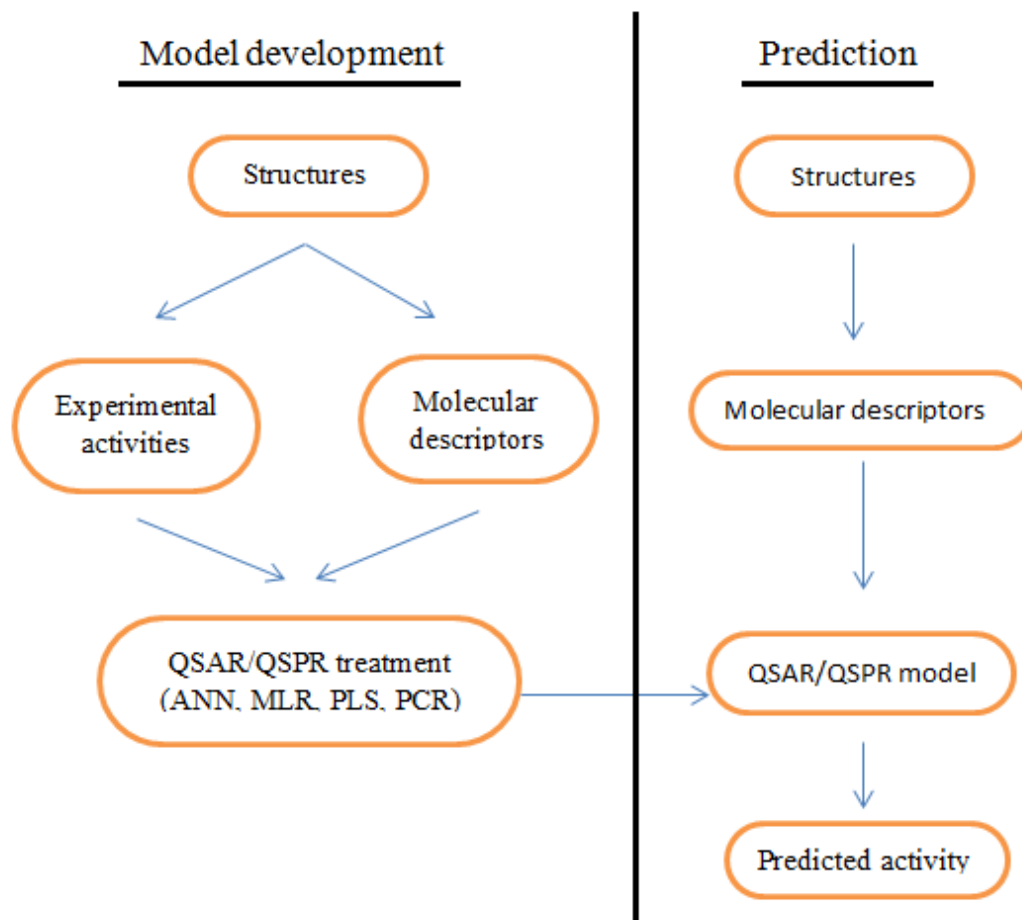 Model development
Structures
Experimental
activities
Molecular
descriptors
QSAR/QSPR treatment
(ANN, MLR, PLS, PCR)
Prediction
Structures
Molecular descriptors
QSAR/QSPR model
Predicted activity